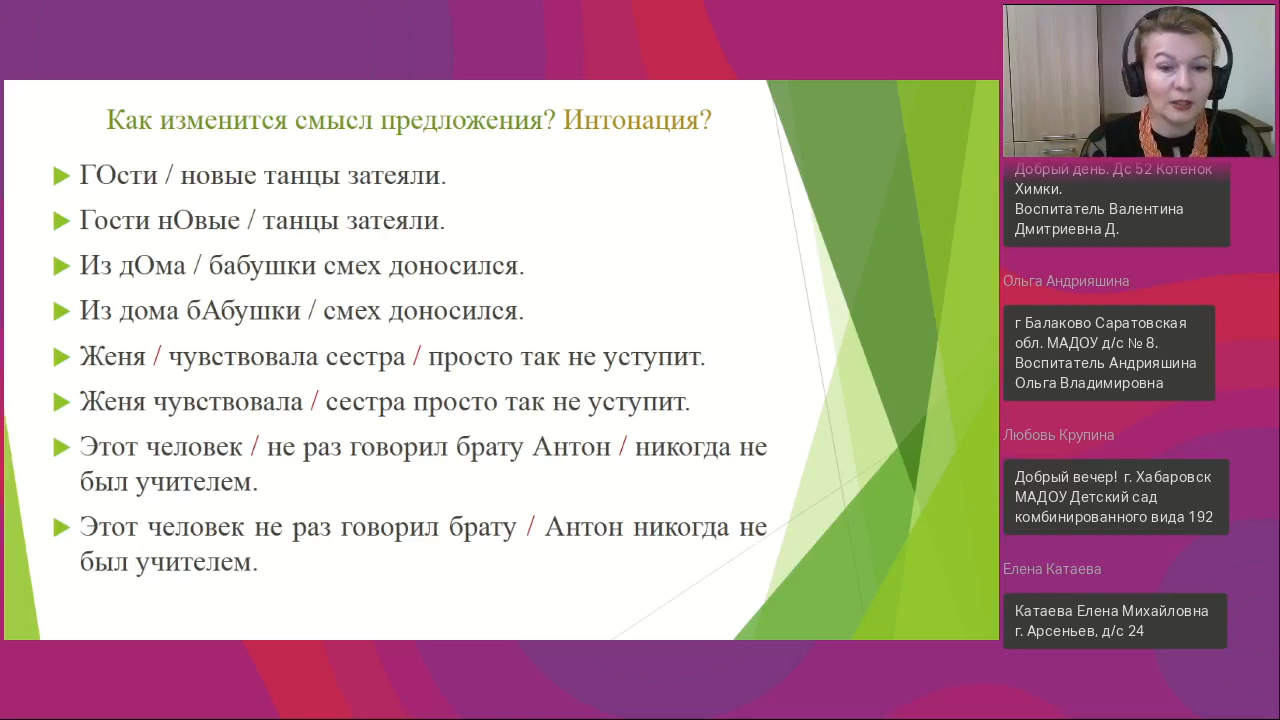 Как изменится смысл предложения? Интонация?
ГОсти / новые танцы затеяли.
Гости нОвые / танцы затеяли.
Из дОма / бабушки смех доносился.
Из дома бАбушки / смех доносился.
Женя / чувствовала сестра / просто так не уступит.
Женя чувствовала / сестра просто так не уступит.
Этот человек / не раз говорил брату Антон / никогда не
был учителем.
Этот человек не раз говорил брату / Антон никогда не
был учителем.
Добрый день. Дс 52 Котенок
Химки.
Воспитатель Валентина
Дмитриевна Д.
Ольга Андрияшина
г Балаково Саратовская
обл. МАДОУ д/с № 8.
Воспитатель Андрияшина
Ольга Владимировна
Любовь Крупина
Добрый вечер! г. Хабаровск
МАДОУ Детский сад
комбинированного вида 192
Елена Катаева
Катаева Елена Михайловна
г. Арсеньев, д/с 24